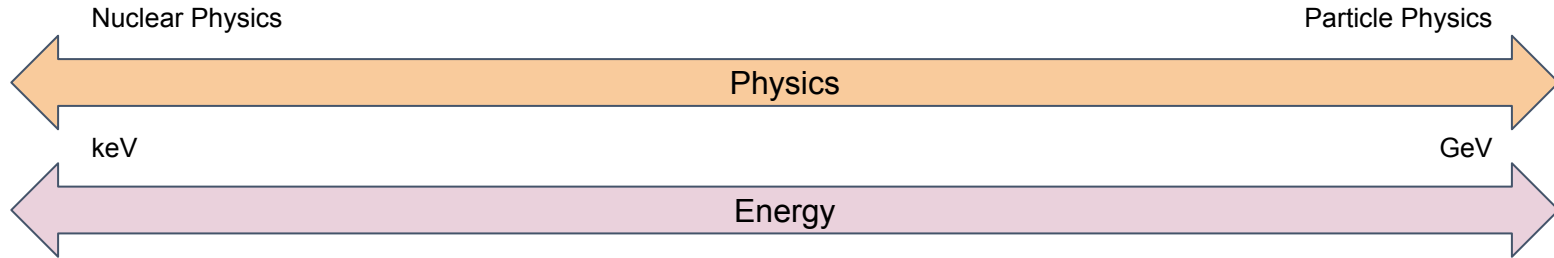 Nuclear Physics
Particle Physics
Physics
keV
GeV
Energy